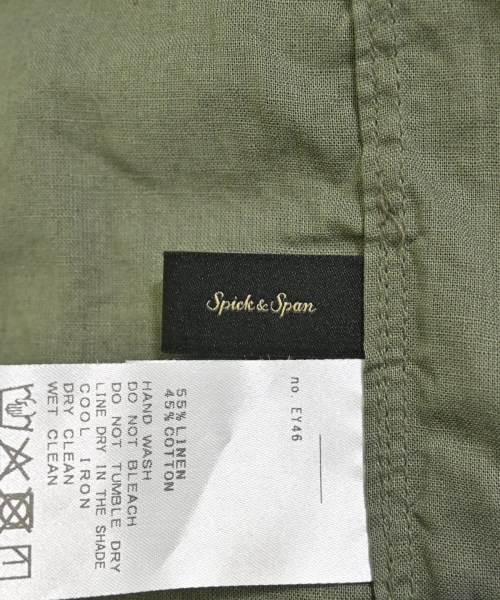 Spick & Span
no. EY46
55% LINEN
45% COTTON
HAND WASH
DO NOT BLEACH
DO NOT TUMBLE DRY
LINE DRY IN THE SHADE
COOL IRON
DRY CLEAN
WET CLEAN